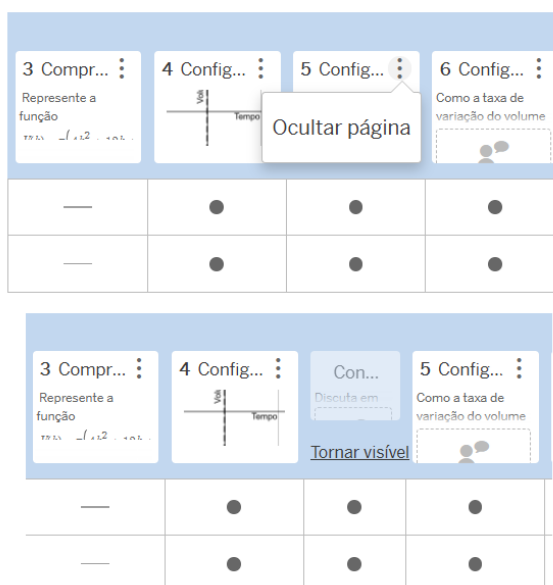 3 Compr...
4 Config...
5 Config...
6 Config...
Represente a
função
Volu
Tempo
Ocultar página
Como a taxa de
variação do volume
3 Compr...
4 Config...
Con...
5 Config...
Represente a
função
Volu
Tempo
Discuta em
Como a taxa de
variação do volume
Tornar visível